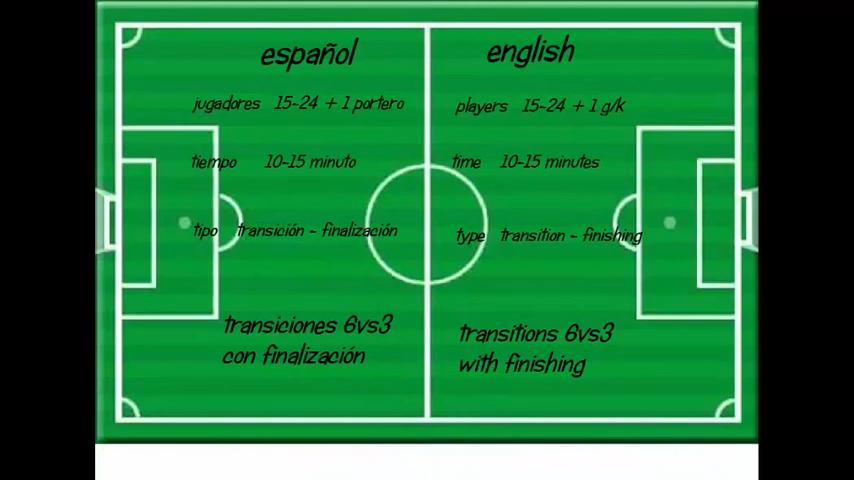 español
jugadores 15-24 + 1 portero
tiempo 10-15 minuto
tipo transición - finalización
transiciones 6vs3
con finalización
english
players 15-24 + 1 g/k
time 10-15 minutes
type transition - finishing
transitions 6vs3
with finishing